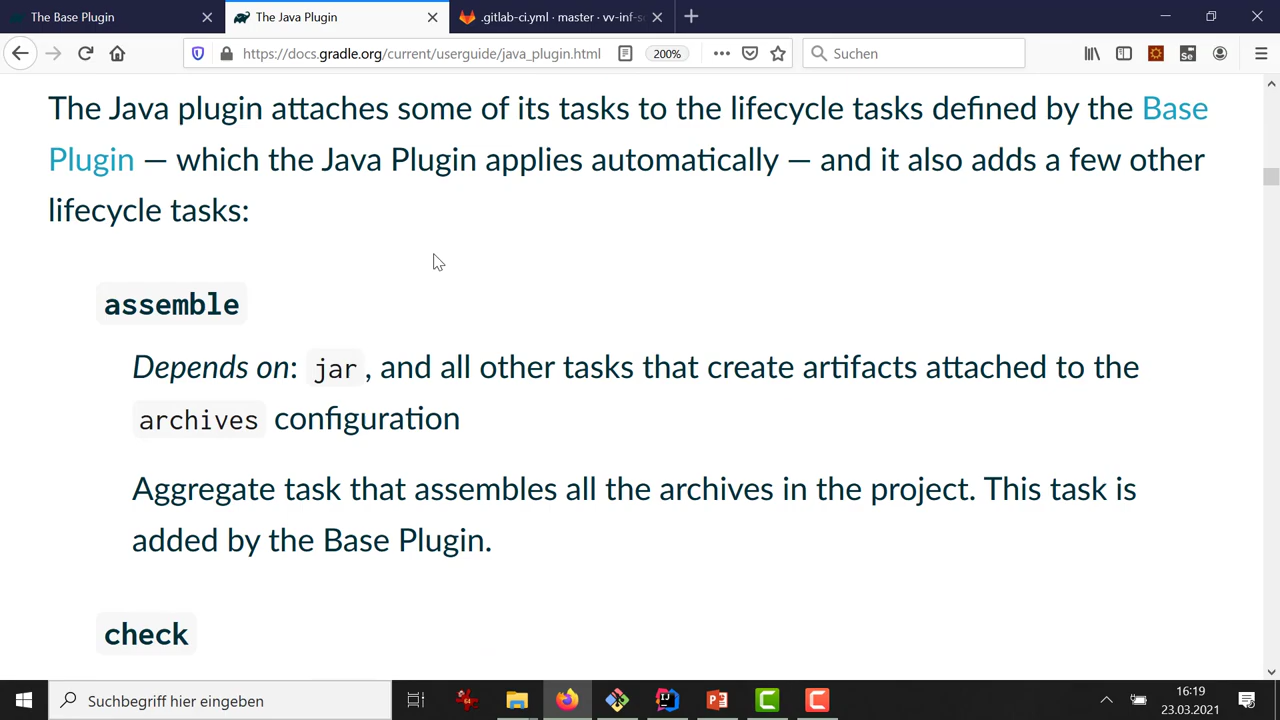 The Base Plugin
The Java Plugin
.gitlab-ci.yml · master · vv-inf-s
https://docs.gradle.org/current/userguide/java_plugin.html
200%
Suchen
The Java plugin attaches some of its tasks to the lifecycle tasks defined by the Base
Plugin — which the Java Plugin applies automatically — and it also adds a few other
lifecycle tasks:
assemble
Depends on: jar, and all other tasks that create artifacts attached to the
archives configuration
Aggregate task that assembles all the archives in the project. This task is
added by the Base Plugin.
check
Suchbegriff hier eingeben
16:19
23.03.2021